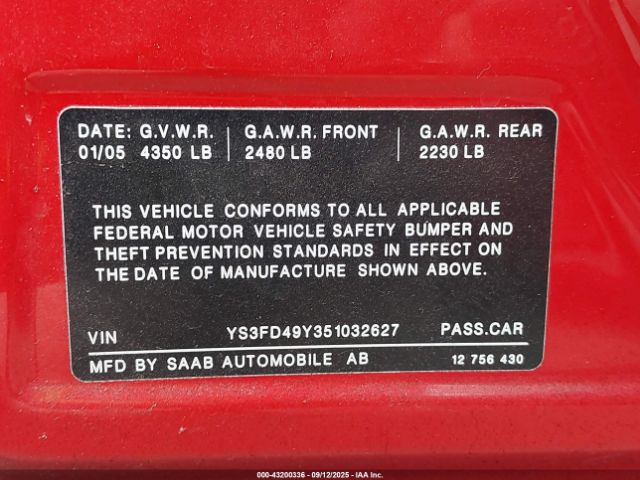 DATE: G.V.W.R. G.A.W.R. FRONT G.A.W.R. REAR
01/05 4350 LB 2480 LB 2230 LB
THIS VEHICLE CONFORMS TO ALL APPLICABLE
FEDERAL MOTOR VEHICLE SAFETY BUMPER AND
THEFT PREVENTION STANDARDS IN EFFECT ON
THE DATE OF MANUFACTURE SHOWN ABOVE.
VIN YS3FD49Y351032627 PASS.CAR
MFD BY SAAB AUTOMOBILE AB 12 756 430
000-43200336 - 09/12/2025 - IAA Inc.